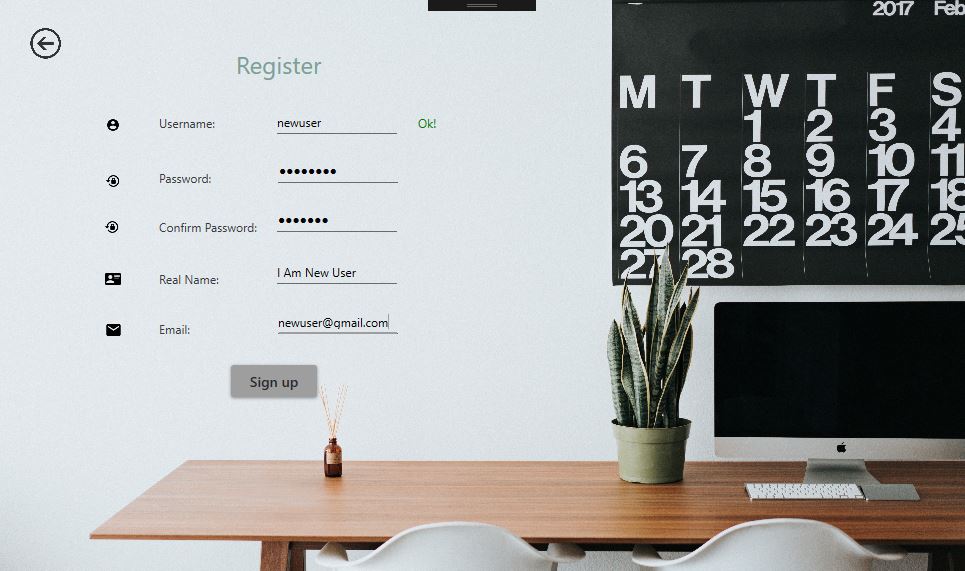 2017 Feb
Register
Username: newuser Ok!
Password: ●●●●●●●●
Confirm Password: ●●●●●●●
Real Name: I Am New User
Email: newuser@gmail.com
Sign up
M T W T F S
1 2 3 4
6 7 8 9 10 11
13 14 15 16 17 18
20 21 22 23 24 25
27 28